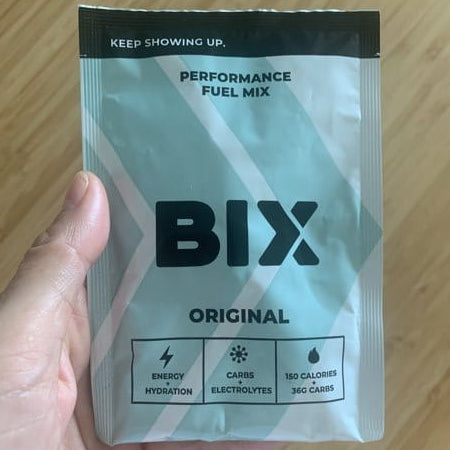 KEEP SHOWING UP.
PERFORMANCE
FUEL MIX
BIX
ORIGINAL
ENERGY
+
HYDRATION
CARBS
+
ELECTROLYTES
150 CALORIES
+
36G CARBS